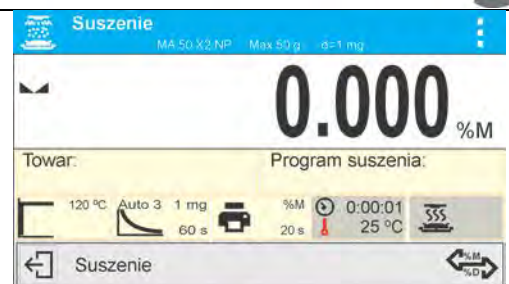 Suszenie
MA 50.X2.NP Max 50 g d=1 mg
0.000 %M
Towar: Program suszenia:
120 °C Auto 3 1 mg %M 0:00:01
60 s 20 s 25 °C
Suszenie %M
%D